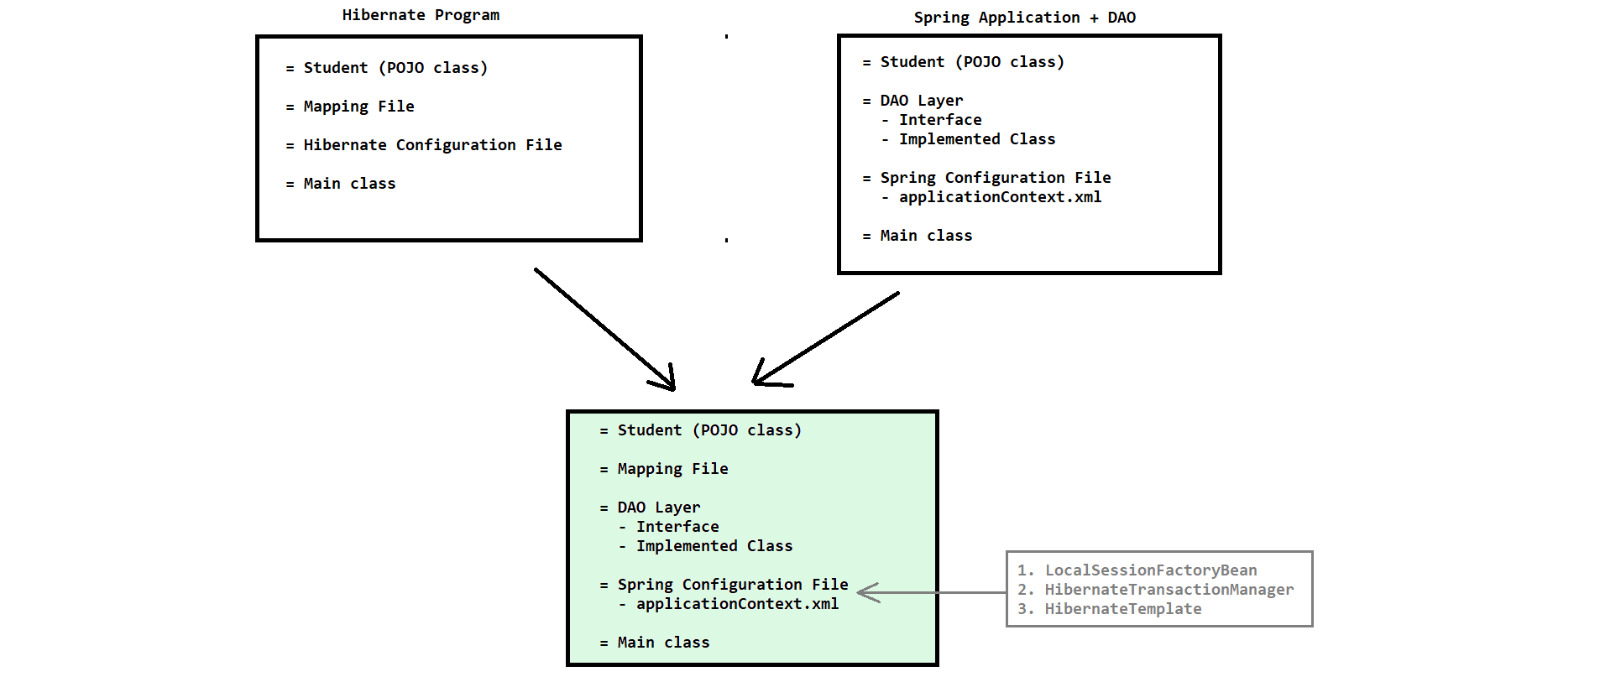 Hibernate Program
= Student (POJO class)
= Mapping File
= Hibernate Configuration File
= Main class
Spring Application + DAO
= Student (POJO class)
= DAO Layer
- Interface
- Implemented Class
= Spring Configuration File
- applicationContext.xml
= Main class
= Student (POJO class)
= Mapping File
= DAO Layer
- Interface
- Implemented Class
= Spring Configuration File
- applicationContext.xml
= Main class
1. LocalSessionFactoryBean
2. HibernateTransactionManager
3. HibernateTemplate